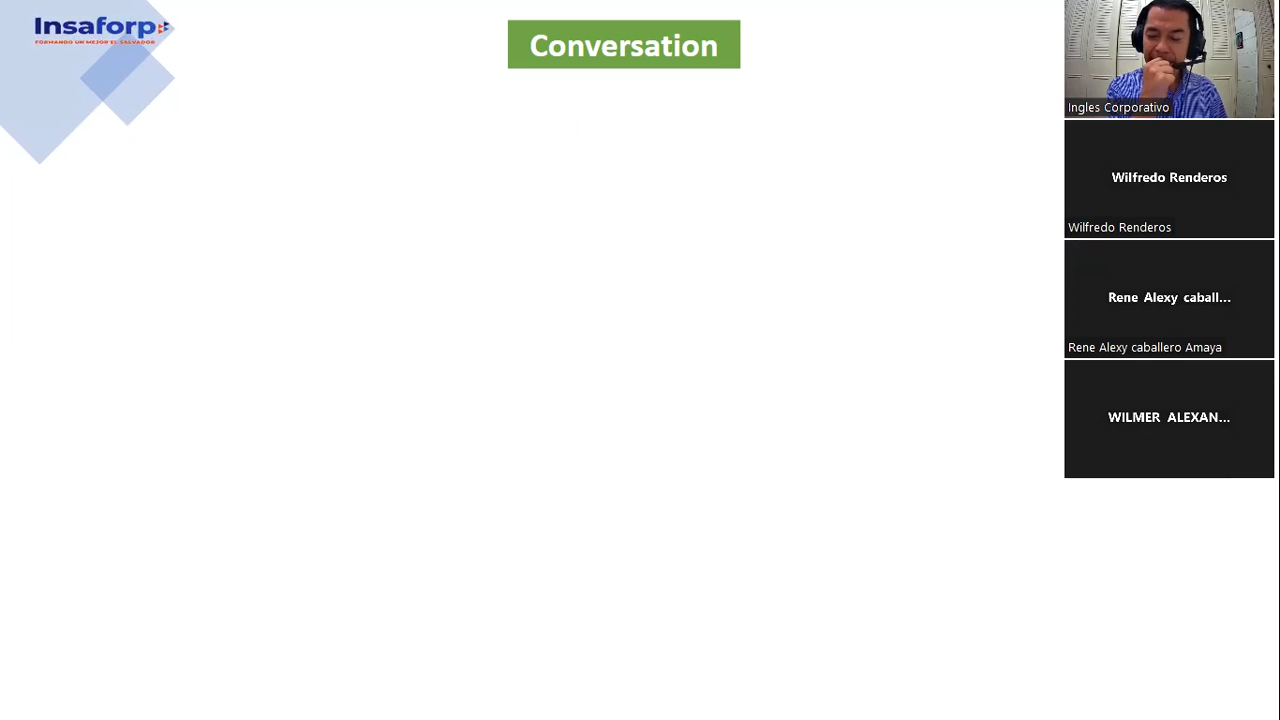 Insaforp
FORMANDO UN MEJOR EL SALVADOR
Conversation
Ingles Corporativo
Wilfredo Renderos
Wilfredo Renderos
Rene Alexy caball...
Rene Alexy caballero Amaya
WILMER ALEXAN...